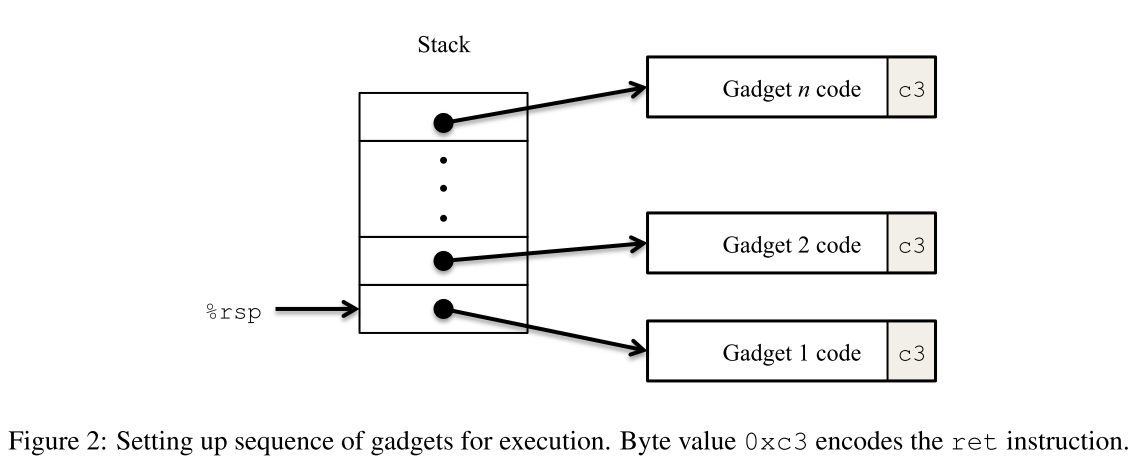 Stack
Gadget n code c3
Gadget 2 code c3
%rsp
Gadget 1 code c3
Figure 2: Setting up sequence of gadgets for execution. Byte value 0xc3 encodes the ret instruction.